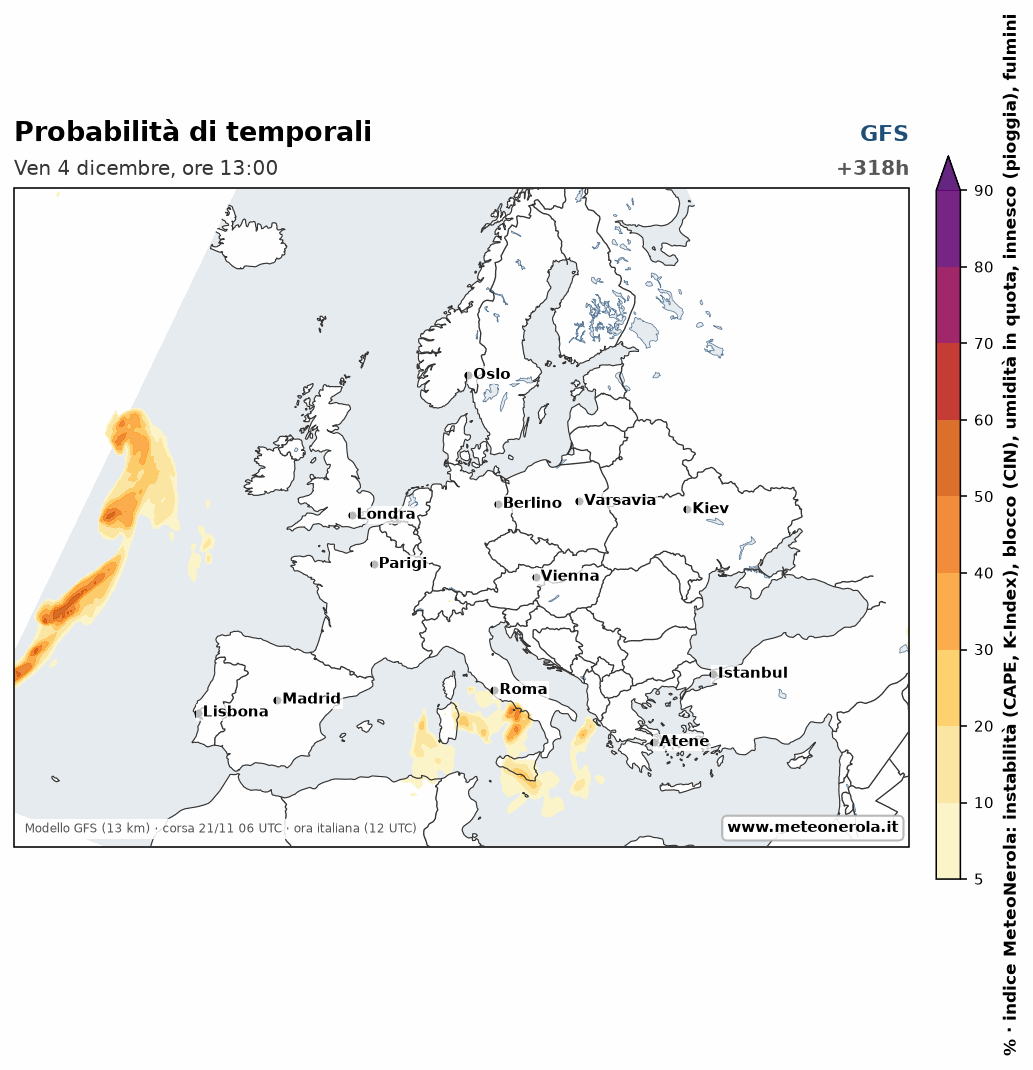 Probabilità di temporali
GFS
Ven 4 dicembre, ore 13:00
+318h
% · indice MeteoNerola: instabilità (CAPE, K-Index), blocco (CIN), umidità in quota, innesco (pioggia), fulmini
90
80
70
60
50
40
30
20
10
5
Oslo
Berlino
Varsavia
Kiev
Londra
Parigi
Vienna
Istanbul
Roma
Madrid
Lisbona
Atene
Modello GFS (13 km) · corsa 21/11 06 UTC · ora italiana (12 UTC)
www.meteonerola.it